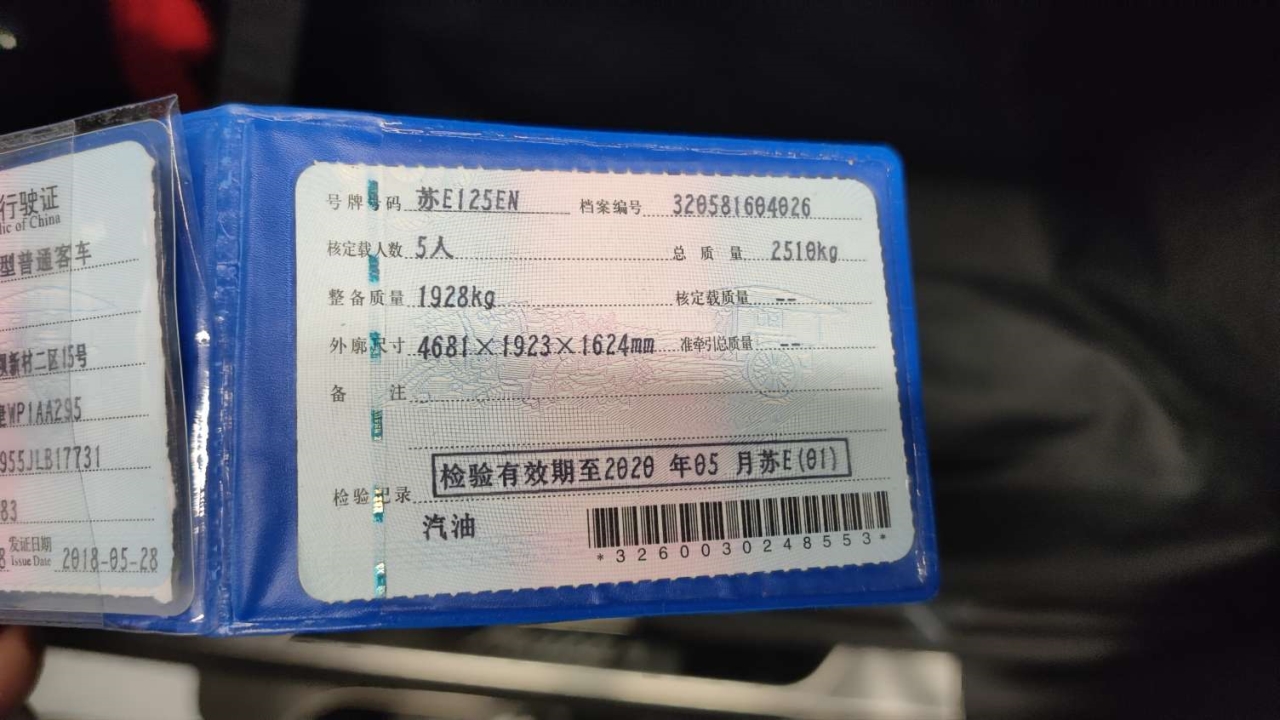 行驶证
lic of China
型普通客车
新村二区15号
WP1AA295
955JLB17731
83
发证日期
8 Issue Date 2018-05-28
号牌号码 苏E125EN 档案编号 320581604026
核定载人数 5人 总质量 2510kg
整备质量 1928kg 核定载质量 --
外廓尺寸 4681×1923×1624mm 准牵引总质量 --
备注
检验有效期至2020 年05 月苏E(01)
检验记录
汽油
*3260030248553*